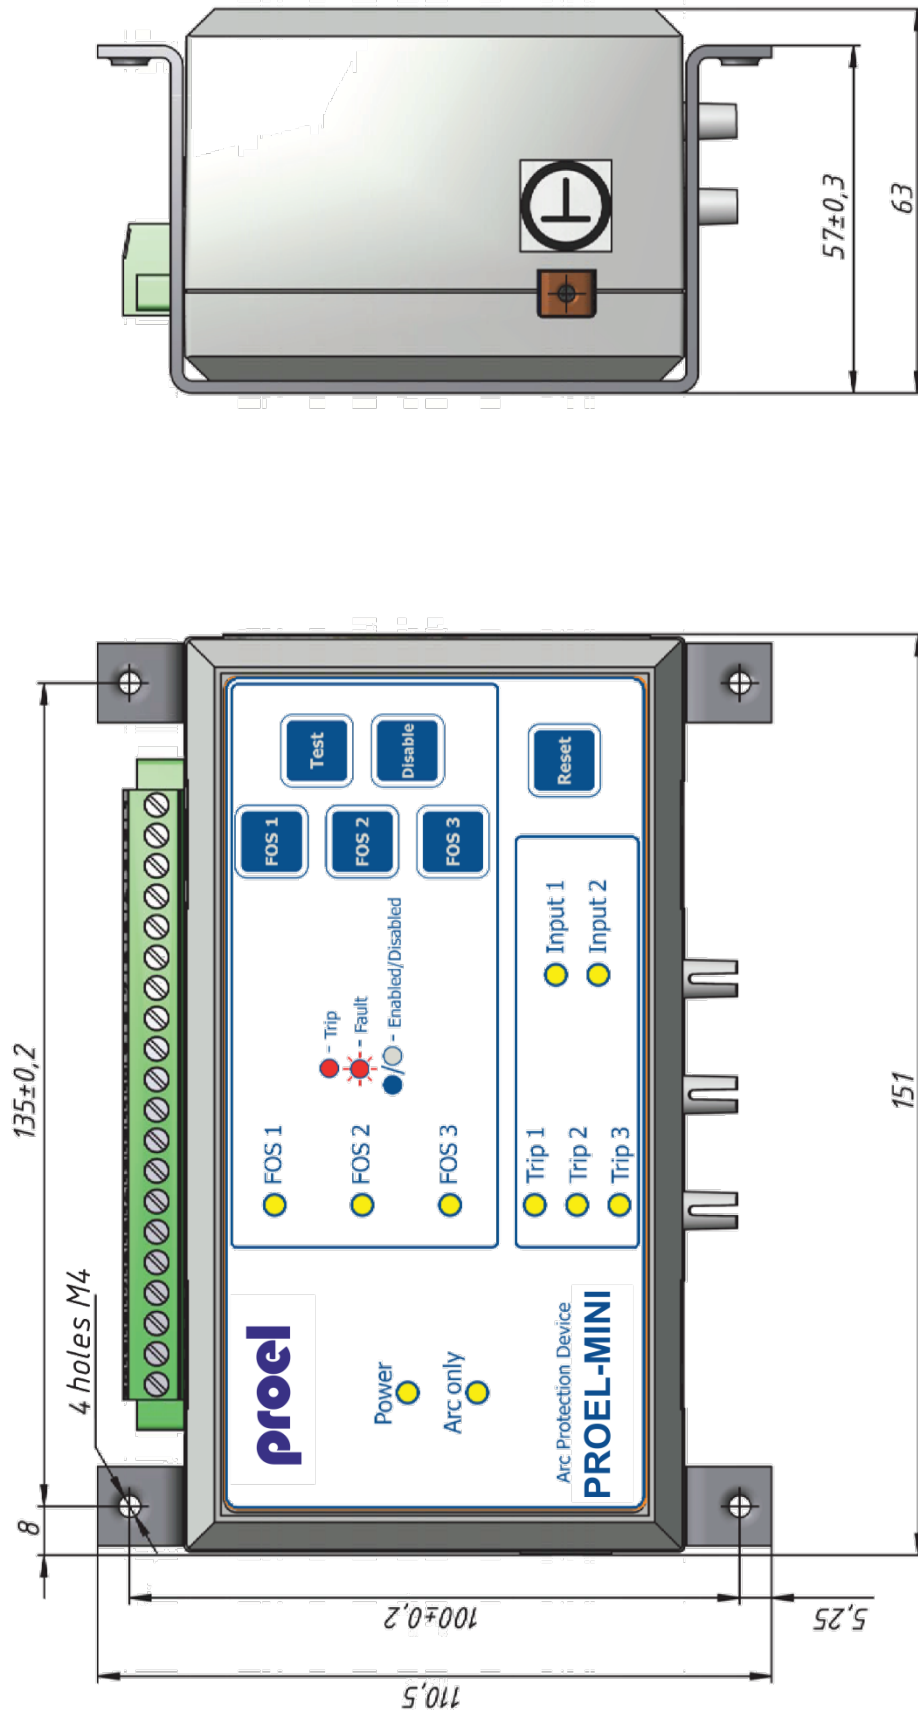 57±0,3
63
135±0,2
4 holes M4
8
151
100±0,2
5,25
110,5
proel
Power
Arc only
Arc Protection Device
PROEL-MINI
FOS 1
FOS 2
FOS 3
- Trip
- Fault
/ - Enabled/Disabled
FOS 1
FOS 2
FOS 3
Test
Disable
Trip 1
Trip 2
Trip 3
Input 1
Input 2
Reset